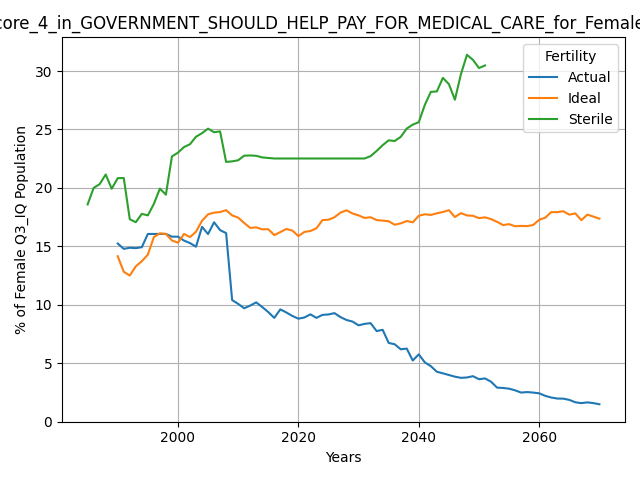 core_4_in_GOVERNMENT_SHOULD_HELP_PAY_FOR_MEDICAL_CARE_for_Female
% of Female Q3_IQ Population
30
25
20
15
10
5
0
Fertility
Actual
Ideal
Sterile
2000
2020
2040
2060
Years